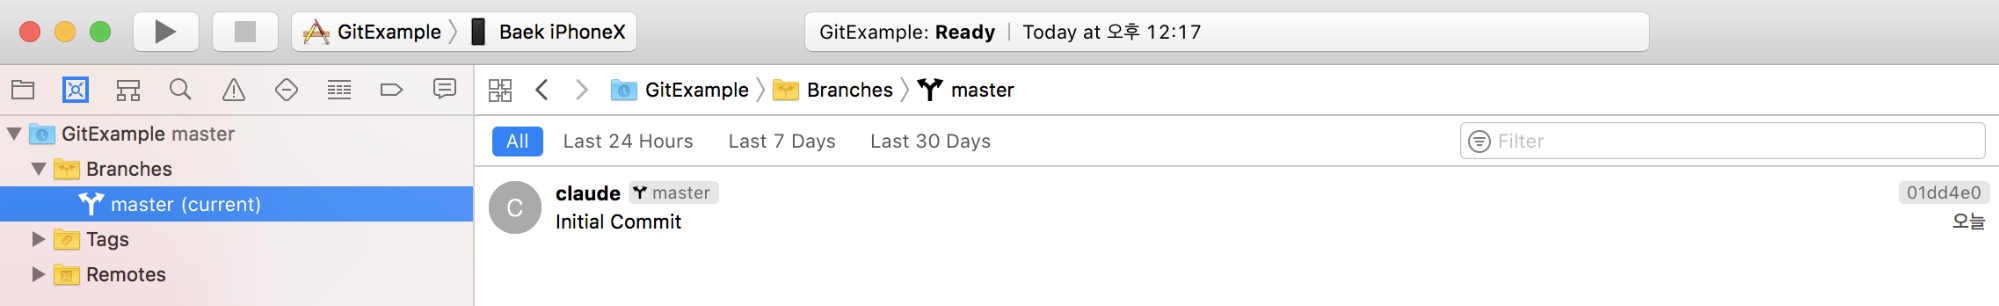 GitExample Baek iPhoneX
GitExample: Ready Today at 오후 12:17
GitExample Branches master
GitExample master
Branches
master (current)
Tags
Remotes
All Last 24 Hours Last 7 Days Last 30 Days Filter
C claude master 01dd4e0
Initial Commit 오늘